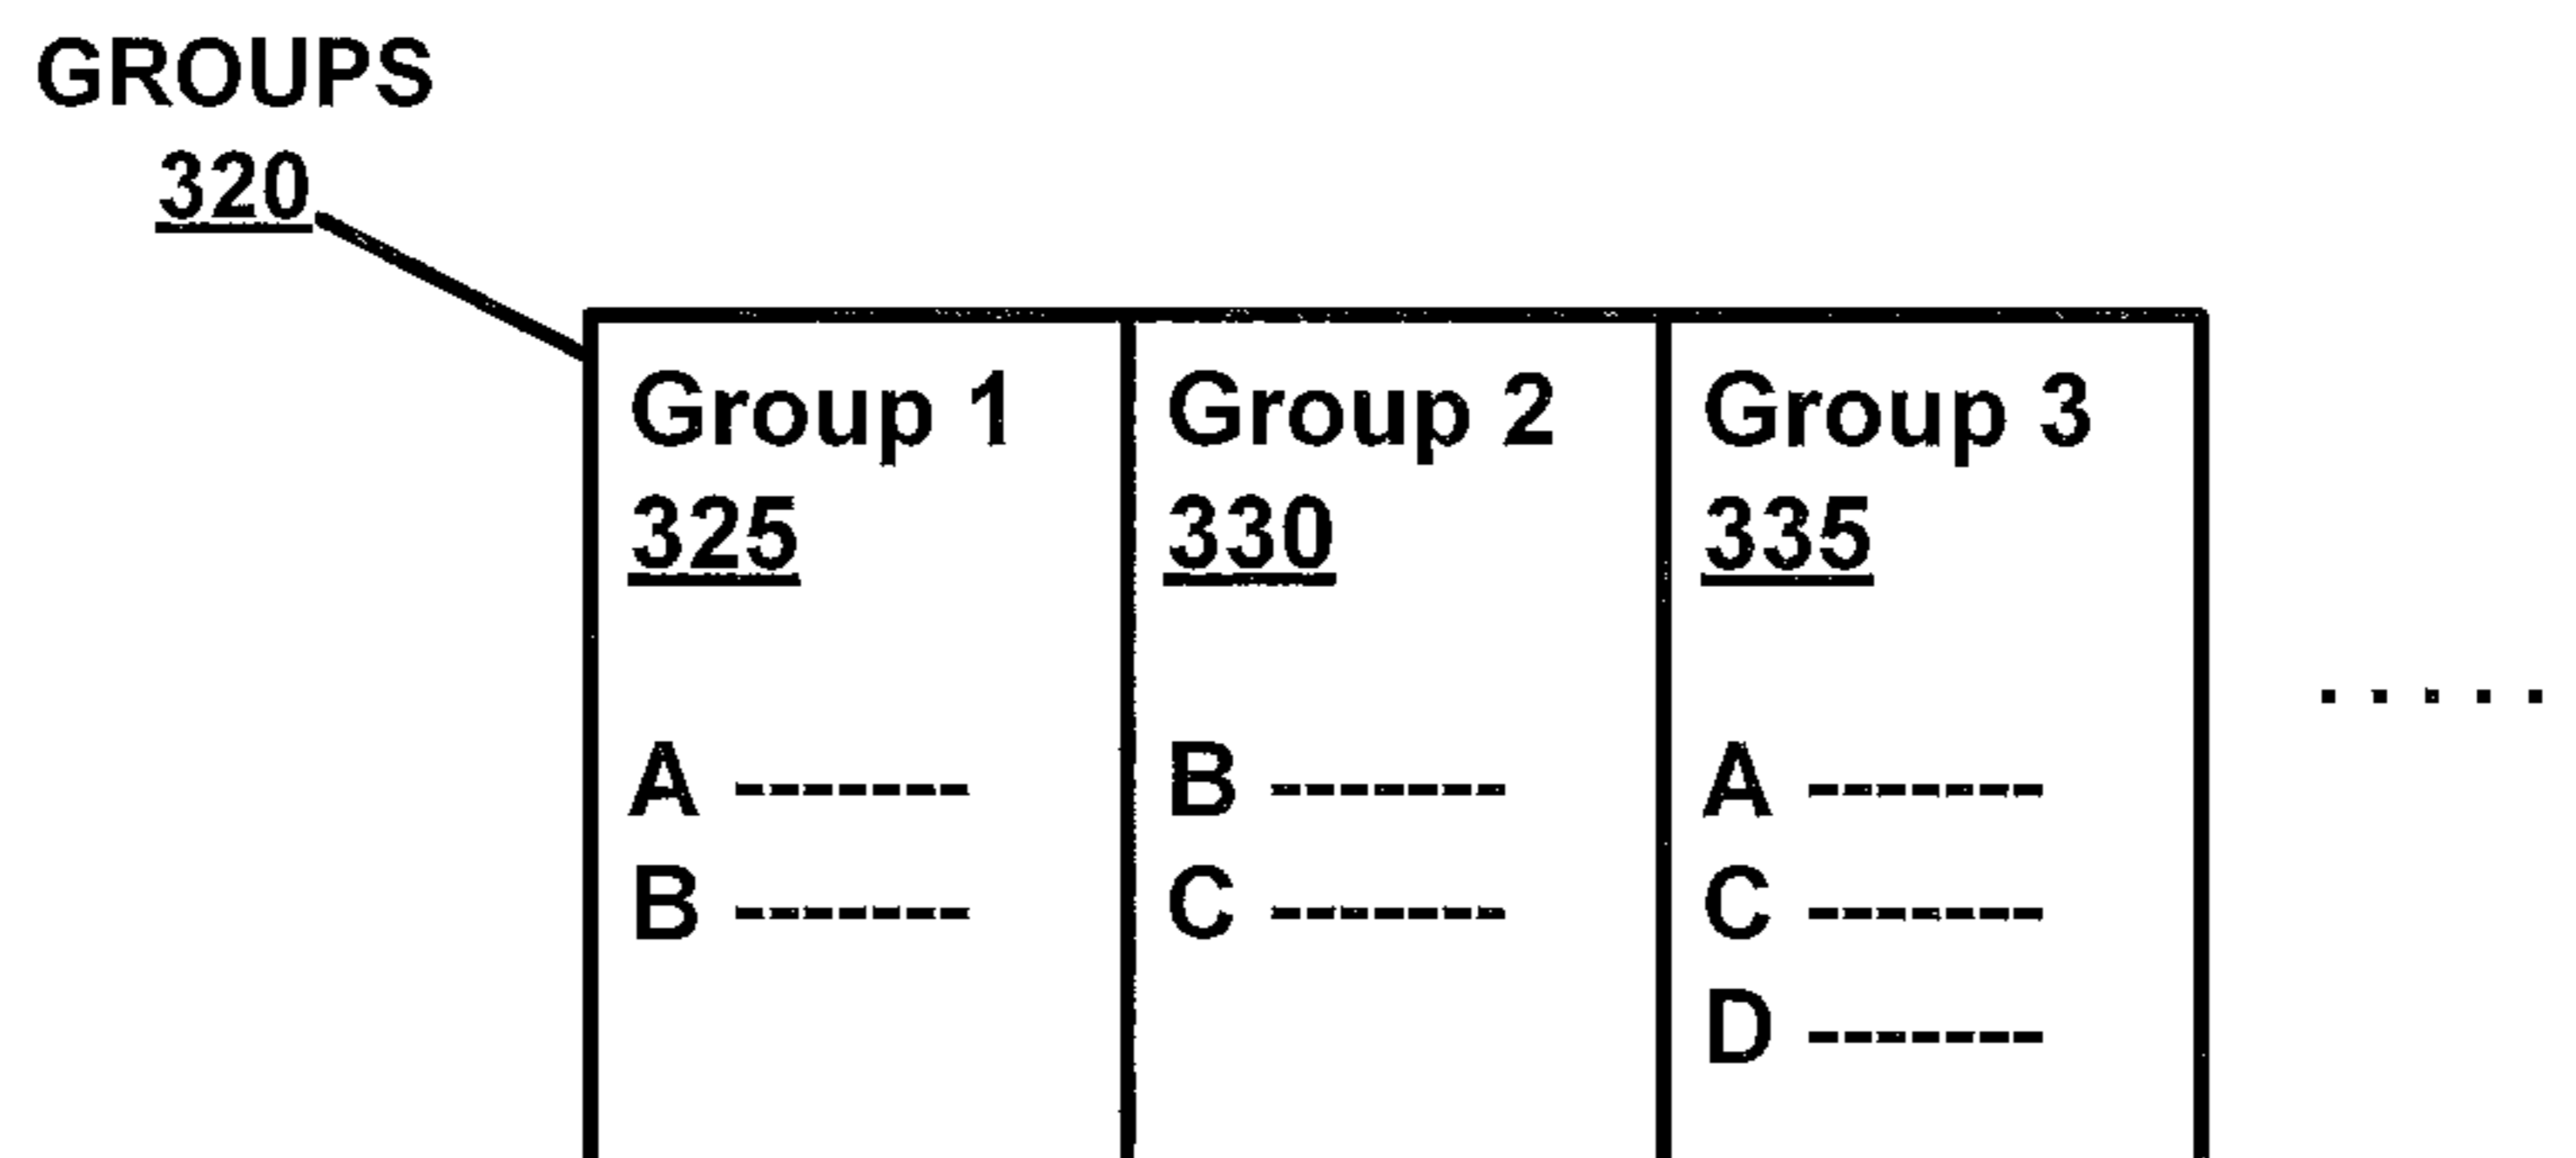 GROUPS
320
Group 1 Group 2 Group 3
325 330 335
.....
A ------- B ------- A -------
B ------- C ------- C -------
D -------